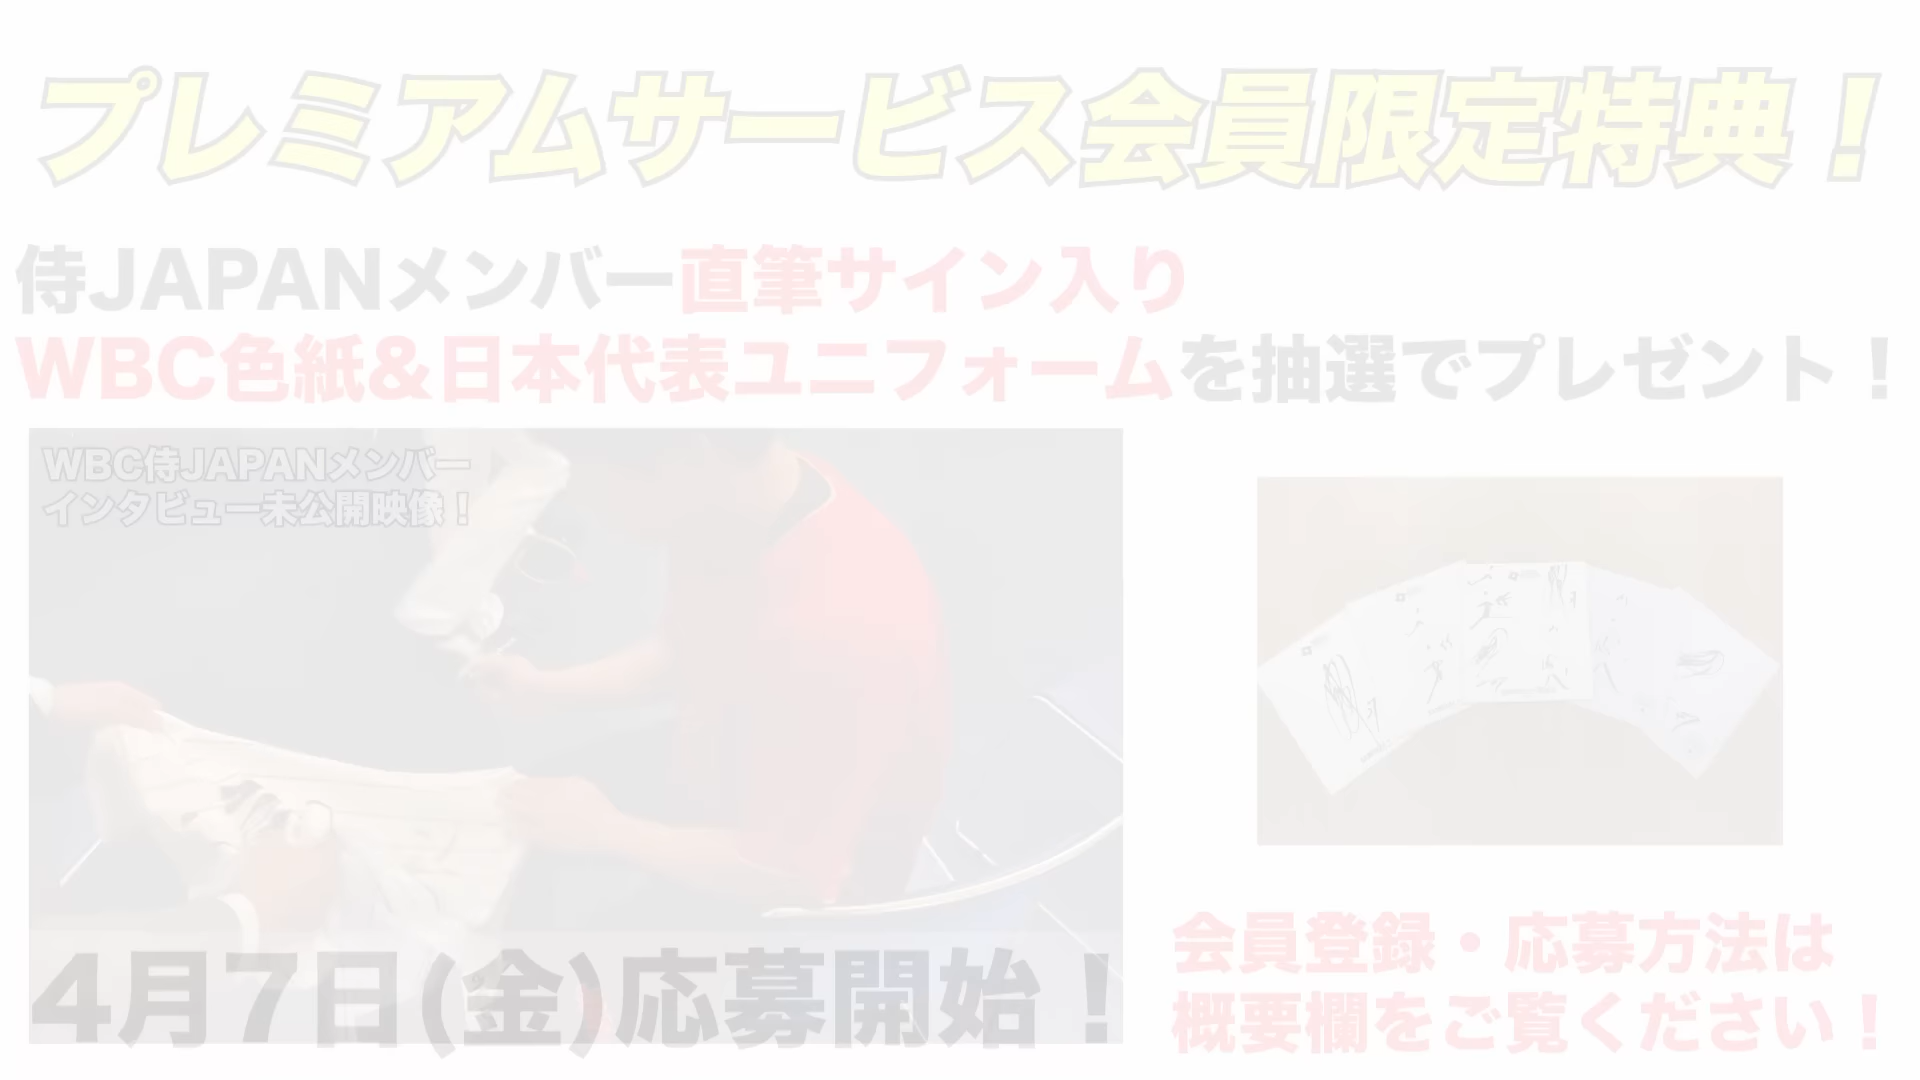 プレミアムサービス会員限定特典！
侍JAPANメンバー直筆サイン入り
WBC色紙&日本代表ユニフォームを抽選でプレゼント！
WBC侍JAPANメンバー
インタビュー未公開映像！
4月7日(金)応募開始！
会員登録・応募方法は
概要欄をご覧ください！